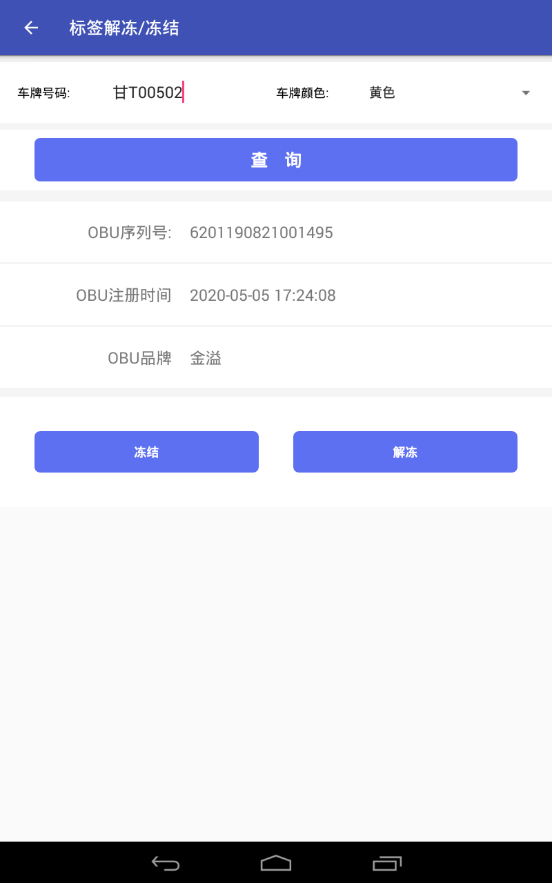 标签解冻/冻结
车牌号码: 甘T00502 车牌颜色: 黄色
查 询
OBU序列号: 6201190821001495
OBU注册时间 2020-05-05 17:24:08
OBU品牌 金溢
冻结 解冻